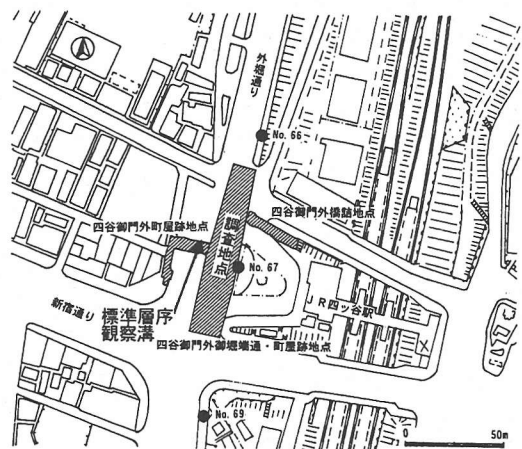 外堀通り
No. 66
四谷御門外橋詰地点
四谷御門外町屋跡地点
調査地点
No. 67
JR四ッ谷駅
新宿通り
標準層序
観察溝
四谷御門外御堀端通・町屋跡地点
No. 69
0 50m